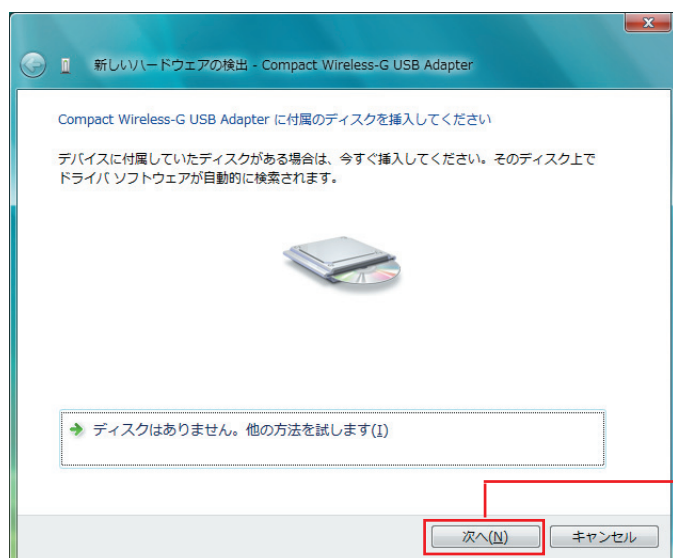 新しいハードウェアの検出 - Compact Wireless-G USB Adapter
Compact Wireless-G USB Adapter に付属のディスクを挿入してください
デバイスに付属していたディスクがある場合は、今すぐ挿入してください。そのディスク上で
ドライバ ソフトウェアが自動的に検索されます。
ディスクはありません。他の方法を試します(I)
次へ(N)
キャンセル